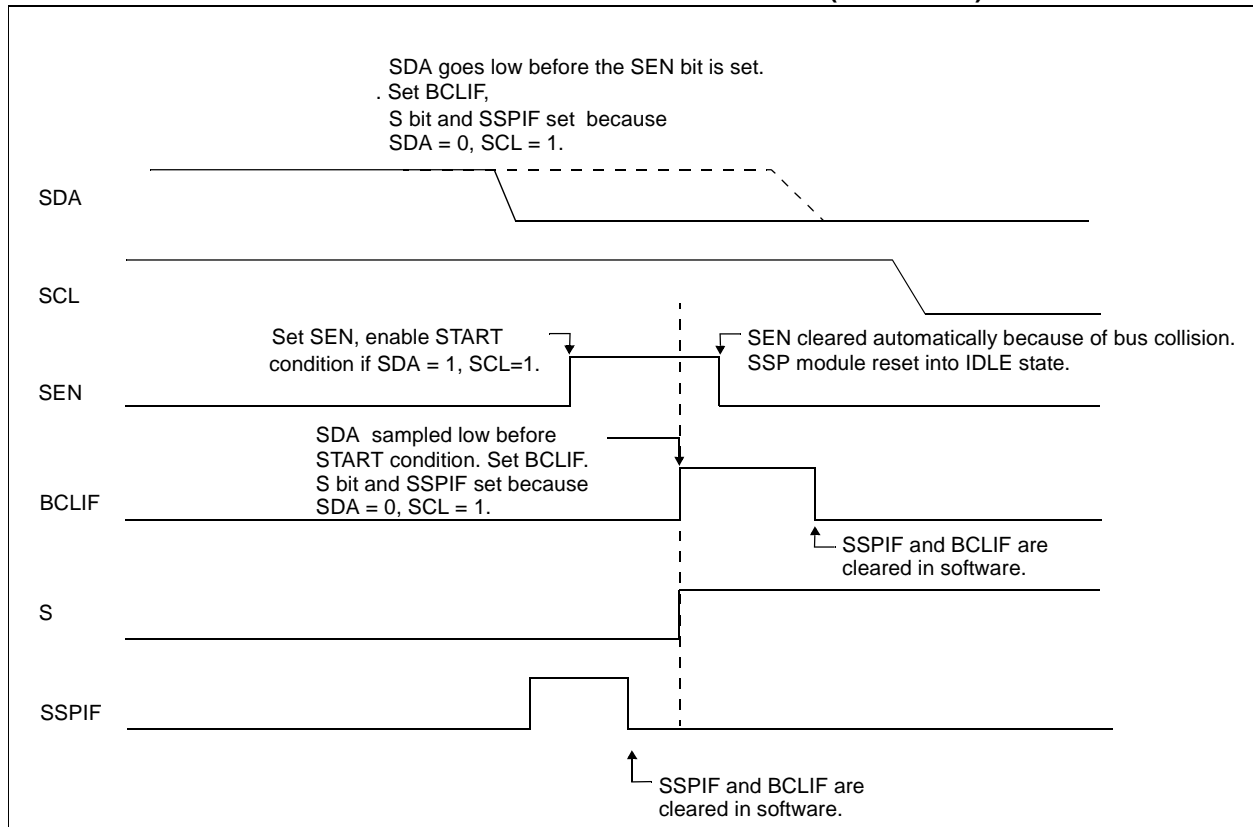 SDA goes low before the SEN bit is set.
. Set BCLIF,
S bit and SSPIF set because
SDA = 0, SCL = 1.
SDA
SCL
Set SEN, enable START
condition if SDA = 1, SCL=1.
SEN cleared automatically because of bus collision.
SSP module reset into IDLE state.
SEN
SDA sampled low before
START condition. Set BCLIF.
S bit and SSPIF set because
SDA = 0, SCL = 1.
BCLIF
SSPIF and BCLIF are
cleared in software.
S
SSPIF
SSPIF and BCLIF are
cleared in software.